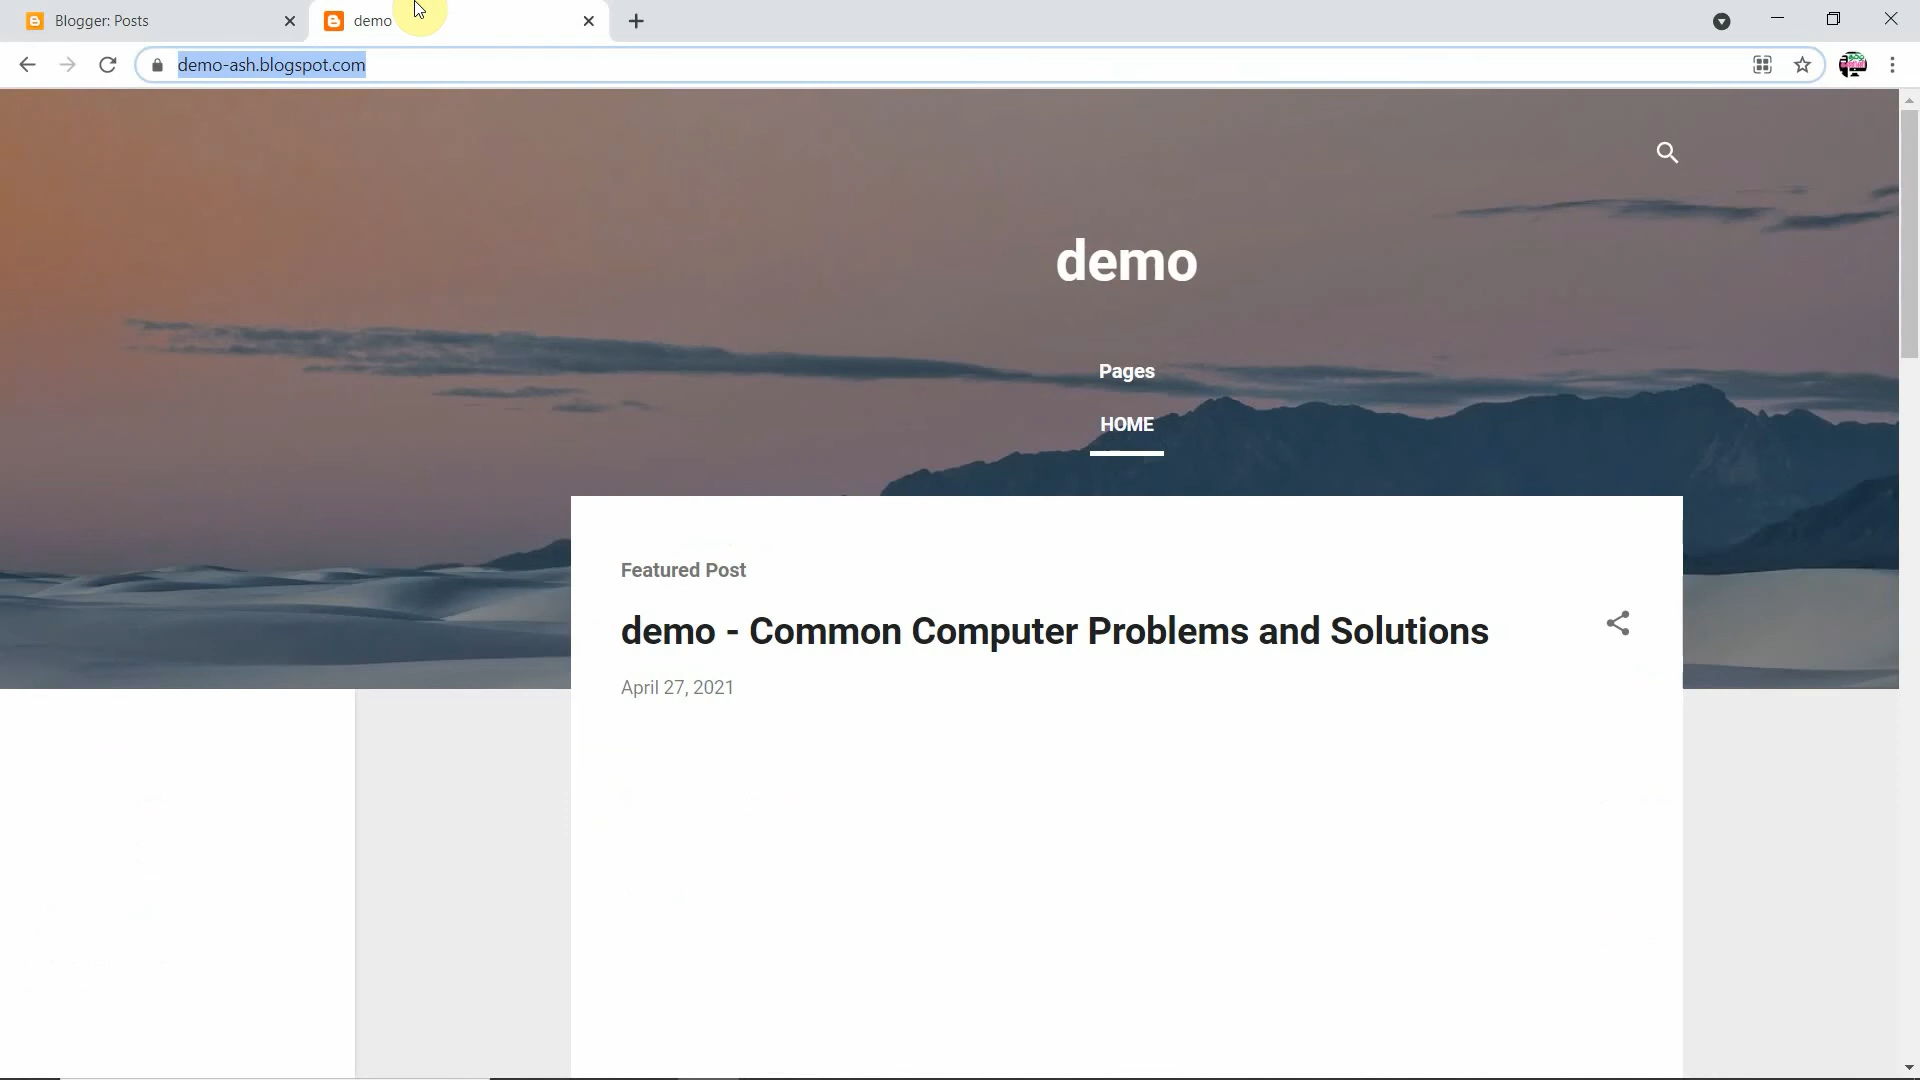 Blogger: Posts
demo
demo-ash.blogspot.com
demo
Pages
HOME
Featured Post
demo - Common Computer Problems and Solutions
April 27, 2021